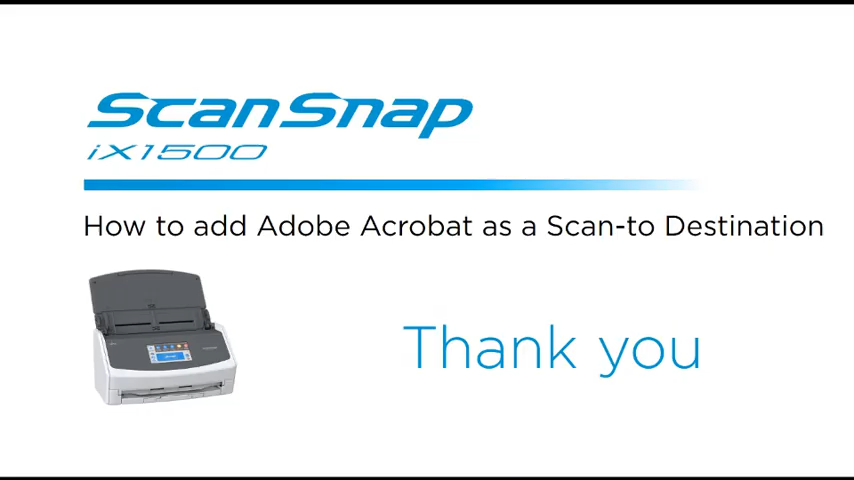 ScanSnap
iX1500
How to add Adobe Acrobat as a Scan-to Destination
Thank you